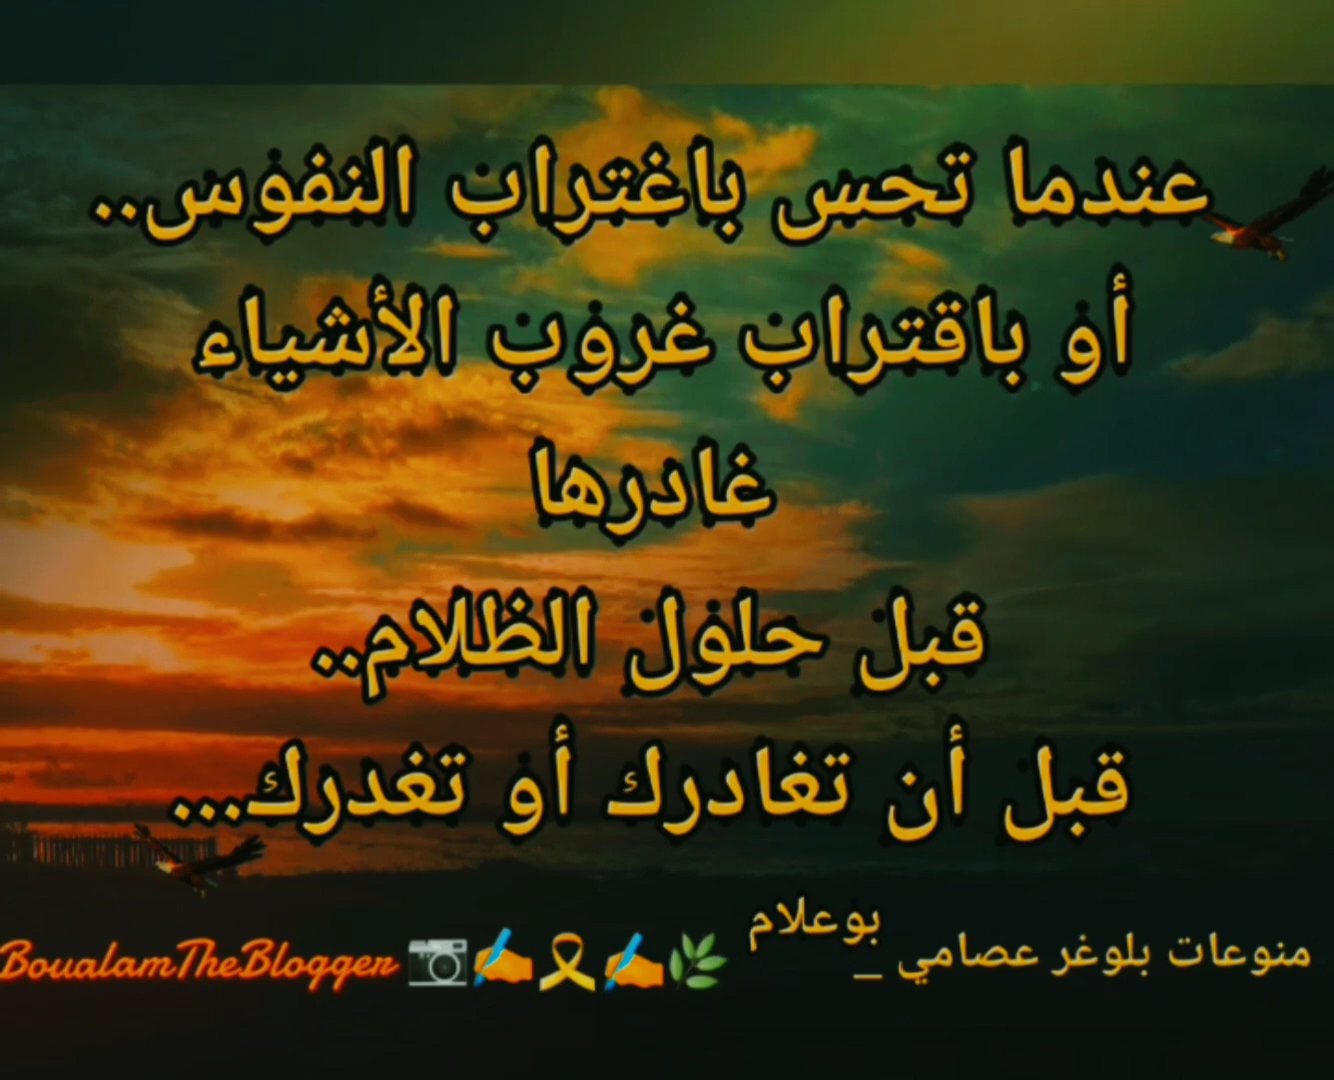 عندما تحس باغتراب النفوس..
أو باقتراب غروب الأشياء
غادرها
قبل حلول الظلام..
قبل أن تغادرك أو تغدرك...
منوعات بلوغر عصامي _ بوعلام
🌿✍️🎗️✍️📷 BoualamTheBlogger